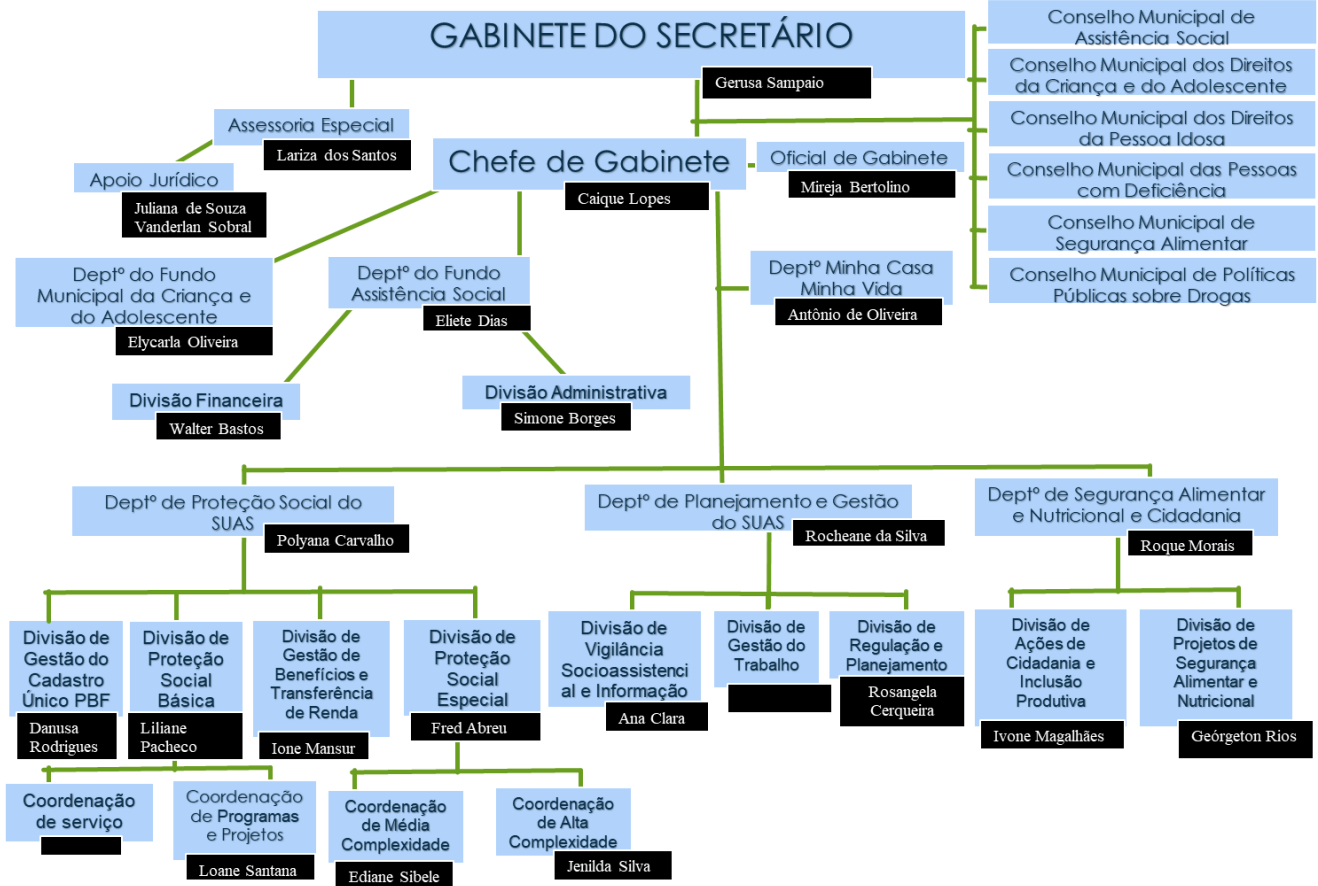 GABINETE DO SECRETÁRIO
Gerusa Sampaio
Conselho Municipal de
Assistência Social
Conselho Municipal dos Direitos
da Criança e do Adolescente
Conselho Municipal dos Direitos
da Pessoa Idosa
Conselho Municipal das Pessoas
com Deficiência
Conselho Municipal de
Segurança Alimentar
Conselho Municipal de Políticas
Públicas sobre Drogas
Assessoria Especial
Lariza dos Santos
Apoio Jurídico
Juliana de Souza
Vanderlan Sobral
Chefe de Gabinete
Caique Lopes
Oficial de Gabinete
Mireja Bertolino
Deptº do Fundo
Municipal da Criança e
do Adolescente
Elycarla Oliveira
Deptº do Fundo
Assistência Social
Eliete Dias
Deptº Minha Casa
Minha Vida
Antônio de Oliveira
Divisão Financeira
Walter Bastos
Divisão Administrativa
Simone Borges
Deptº de Proteção Social do
SUAS
Polyana Carvalho
Deptº de Planejamento e Gestão
do SUAS
Rocheane da Silva
Deptº de Segurança Alimentar
e Nutricional e Cidadania
Roque Morais
Divisão de
Gestão do
Cadastro
Único PBF
Danusa
Rodrigues
Divisão de
Proteção
Social
Básica
Liliane
Pacheco
Divisão de
Gestão de
Benefícios e
Transferência
de Renda
Ione Mansur
Divisão de
Proteção
Social
Especial
Fred Abreu
Divisão de
Vigilância
Socioassistenci
al e Informação
Ana Clara
Divisão de
Gestão do
Trabalho
Divisão de
Regulação e
Planejamento
Rosangela
Cerqueira
Divisão de
Ações de
Cidadania e
Inclusão
Produtiva
Ivone Magalhães
Divisão de
Projetos de
Segurança
Alimentar e
Nutricional
Geórgeton Rios
Coordenação
de serviço
Coordenação
de Programas
e Projetos
Loane Santana
Coordenação
de Média
Complexidade
Ediane Sibele
Coordenação
de Alta
Complexidade
Jenilda Silva